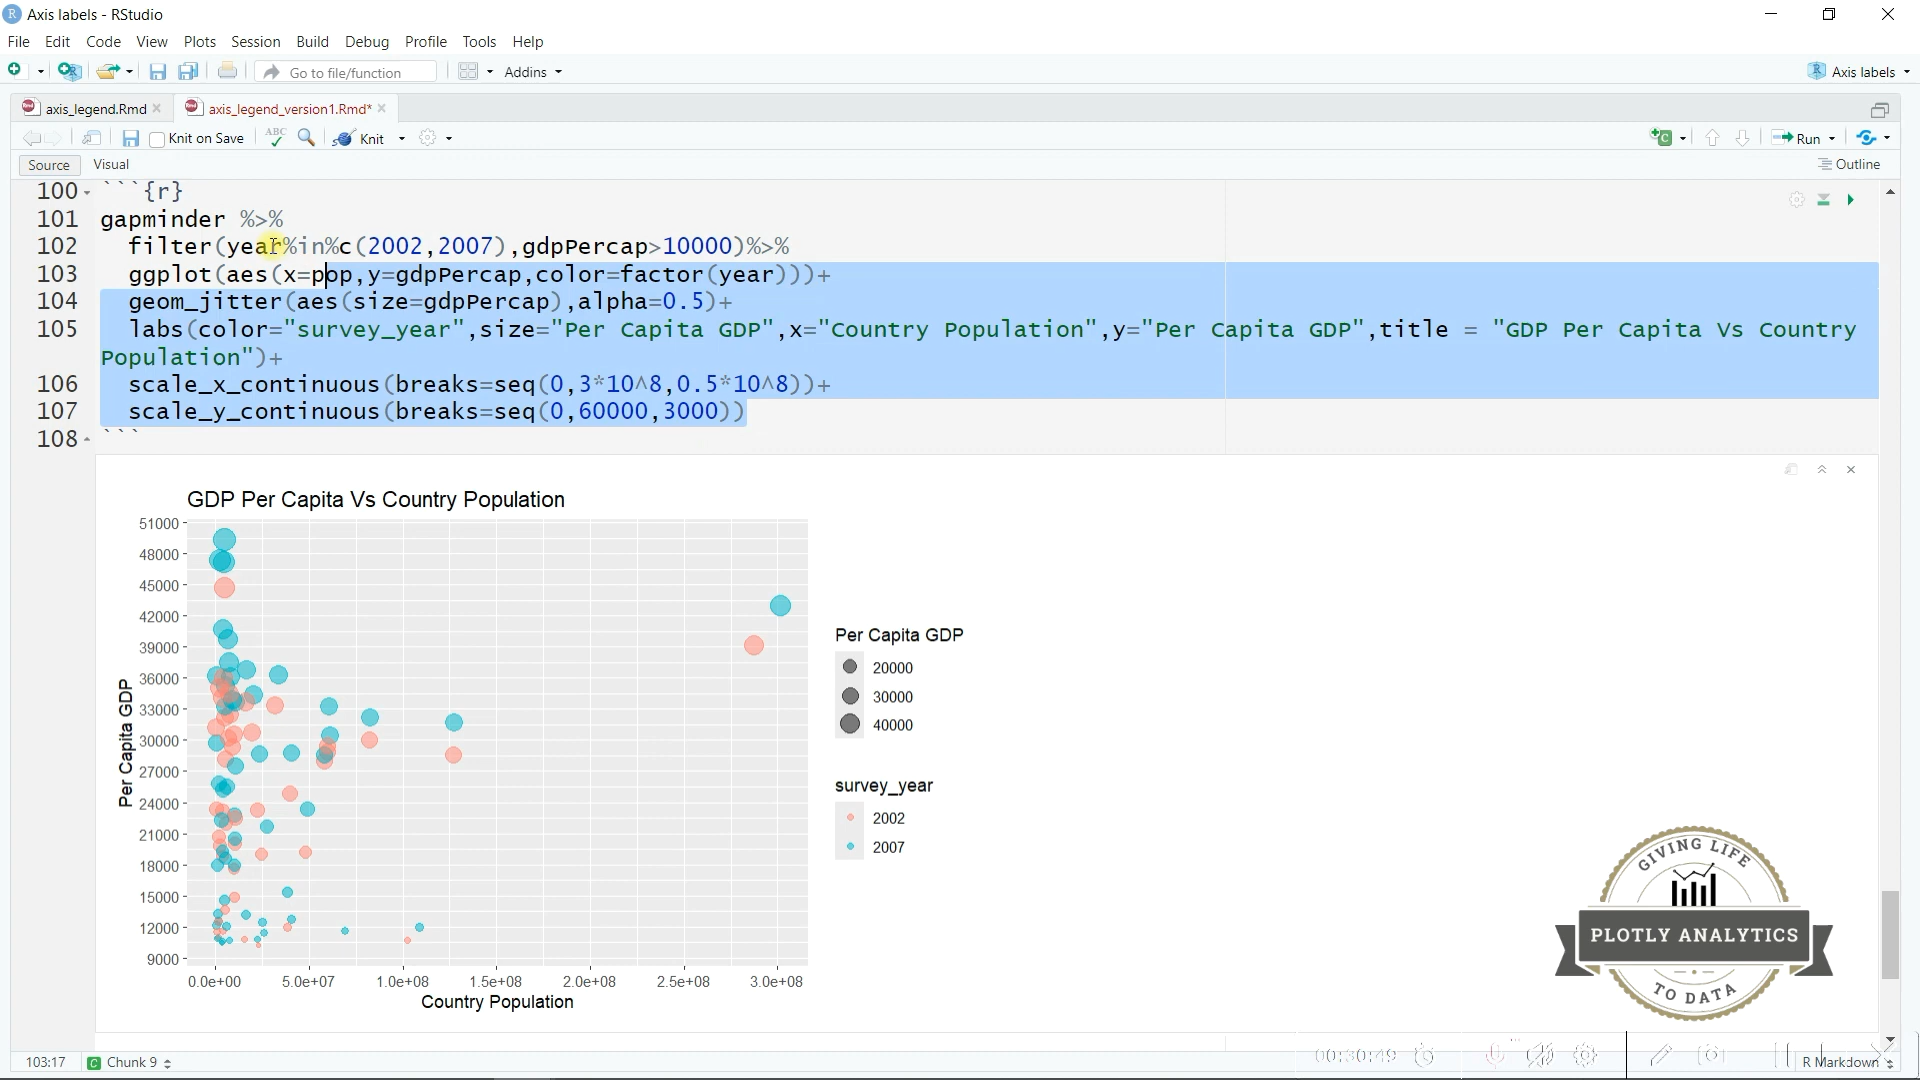 Axis labels - RStudio
File Edit Code View Plots Session Build Debug Profile Tools Help
Go to file/function Addins Axis labels
axis_legend.Rmd axis_legend_version1.Rmd*
Knit on Save ABC Knit Run
Source Visual Outline
100 ```{r}
101 gapminder %>%
102 filter(year%in%c(2002,2007),gdpPercap>10000)%>%
103 ggplot(aes(x=pop,y=gdpPercap,color=factor(year)))+
104 geom_jitter(aes(size=gdpPercap),alpha=0.5)+
105 labs(color="survey_year",size="Per Capita GDP",x="Country Population",y="Per Capita GDP",title = "GDP Per Capita Vs Country
Population")+
106 scale_x_continuous(breaks=seq(0,3*10^8,0.5*10^8))+
107 scale_y_continuous(breaks=seq(0,60000,3000))
108 ```
GDP Per Capita Vs Country Population
51000
48000
45000
42000
39000
36000
33000
30000
27000
24000
21000
18000
15000
12000
9000
Per Capita GDP
0.0e+00 5.0e+07 1.0e+08 1.5e+08 2.0e+08 2.5e+08 3.0e+08
Country Population
Per Capita GDP
20000
30000
40000
survey_year
2002
2007
GIVING LIFE
PLOTLY ANALYTICS
TO DATA
103:17 Chunk 9 00:30:49 R Markdown